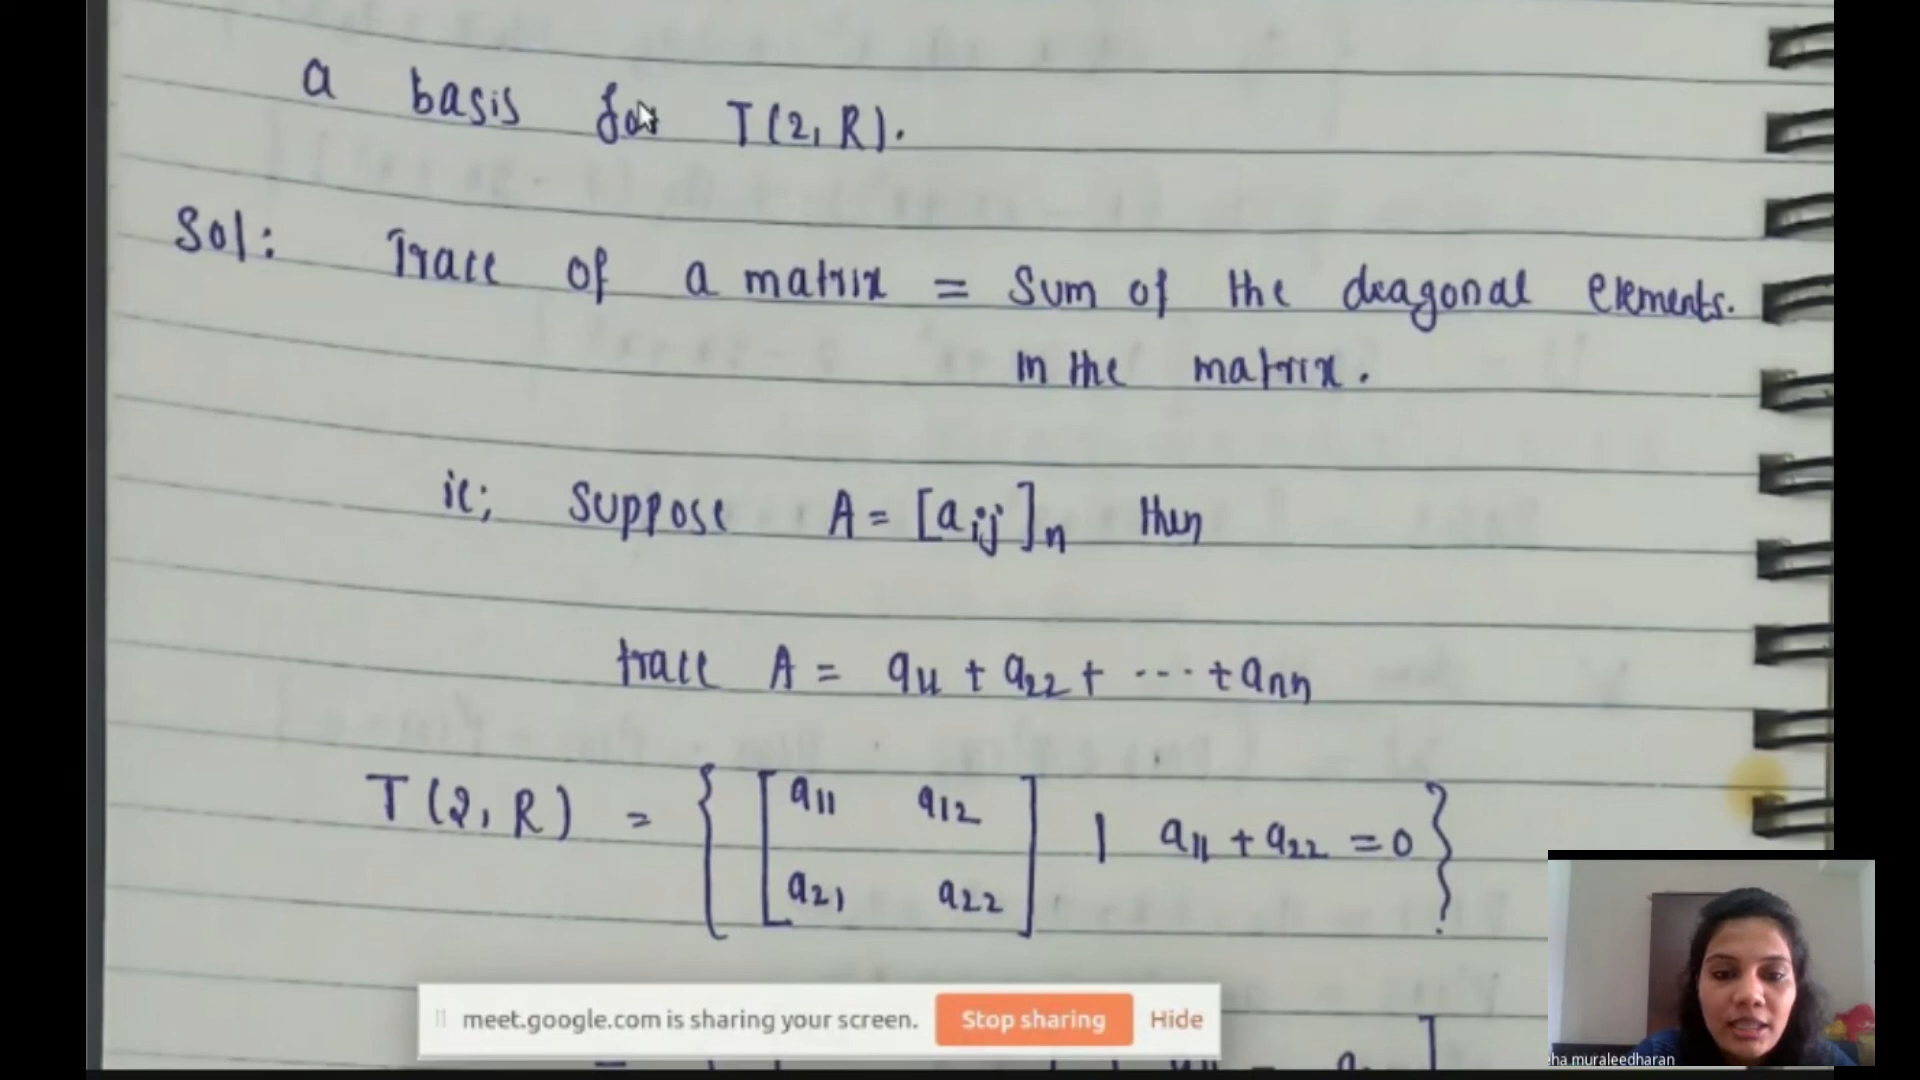 a basis for T(2, R).
Sol: Trace of a matrix = Sum of the diagonal elements.
in the matrix.
ie; Suppose A = [aij]n then
trace A = a11 + a22 + ... + ann
T(2, R) = { [ a11 a12 | a11 + a22 = 0 }
a21 a22 ]
meet.google.com is sharing your screen. Stop sharing Hide
muraleedharan